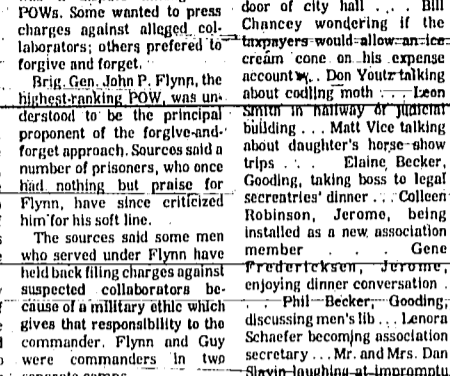 POWs. Some wanted to press
charges against alleged col-
laborators; others prefered to
forgive and forget.
Brig. Gen. John P. Flynn, the
highest-ranking POW, was un-
derstood to be the principal
proponent of the forgive-and-
forget approach. Sources said a
number of prisoners, who once
had nothing but praise for
Flynn, have since criticized
him for his soft line.
The sources said some men
who served under Flynn have
held back filing charges against
suspected collaborators be-
cause of a military ethic which
gives that responsibility to the
commander. Flynn and Guy
were commanders in two
separate camps.
door of city hall . . . Bill
Chancey wondering if the
taxpayers would allow an ice
cream cone on his expense
account . . . Don Youtz talking
about codling moth . . . Leon
Smith in hallway of judicial
building . . . Matt Vice talking
about daughter's horse show
trips . . . Elaine Becker,
Gooding, taking boss to legal
secretries' dinner . . . Colleen
Robinson, Jerome, being
installed as a new association
member . . . Gene
Fredericksen, Jerome,
enjoying dinner conversation .
. . Phil Becker, Gooding,
discussing men's lib . . . Lenora
Schaefer becoming association
secretary . . . Mr. and Mrs. Dan
Slavin laughing at impromptu